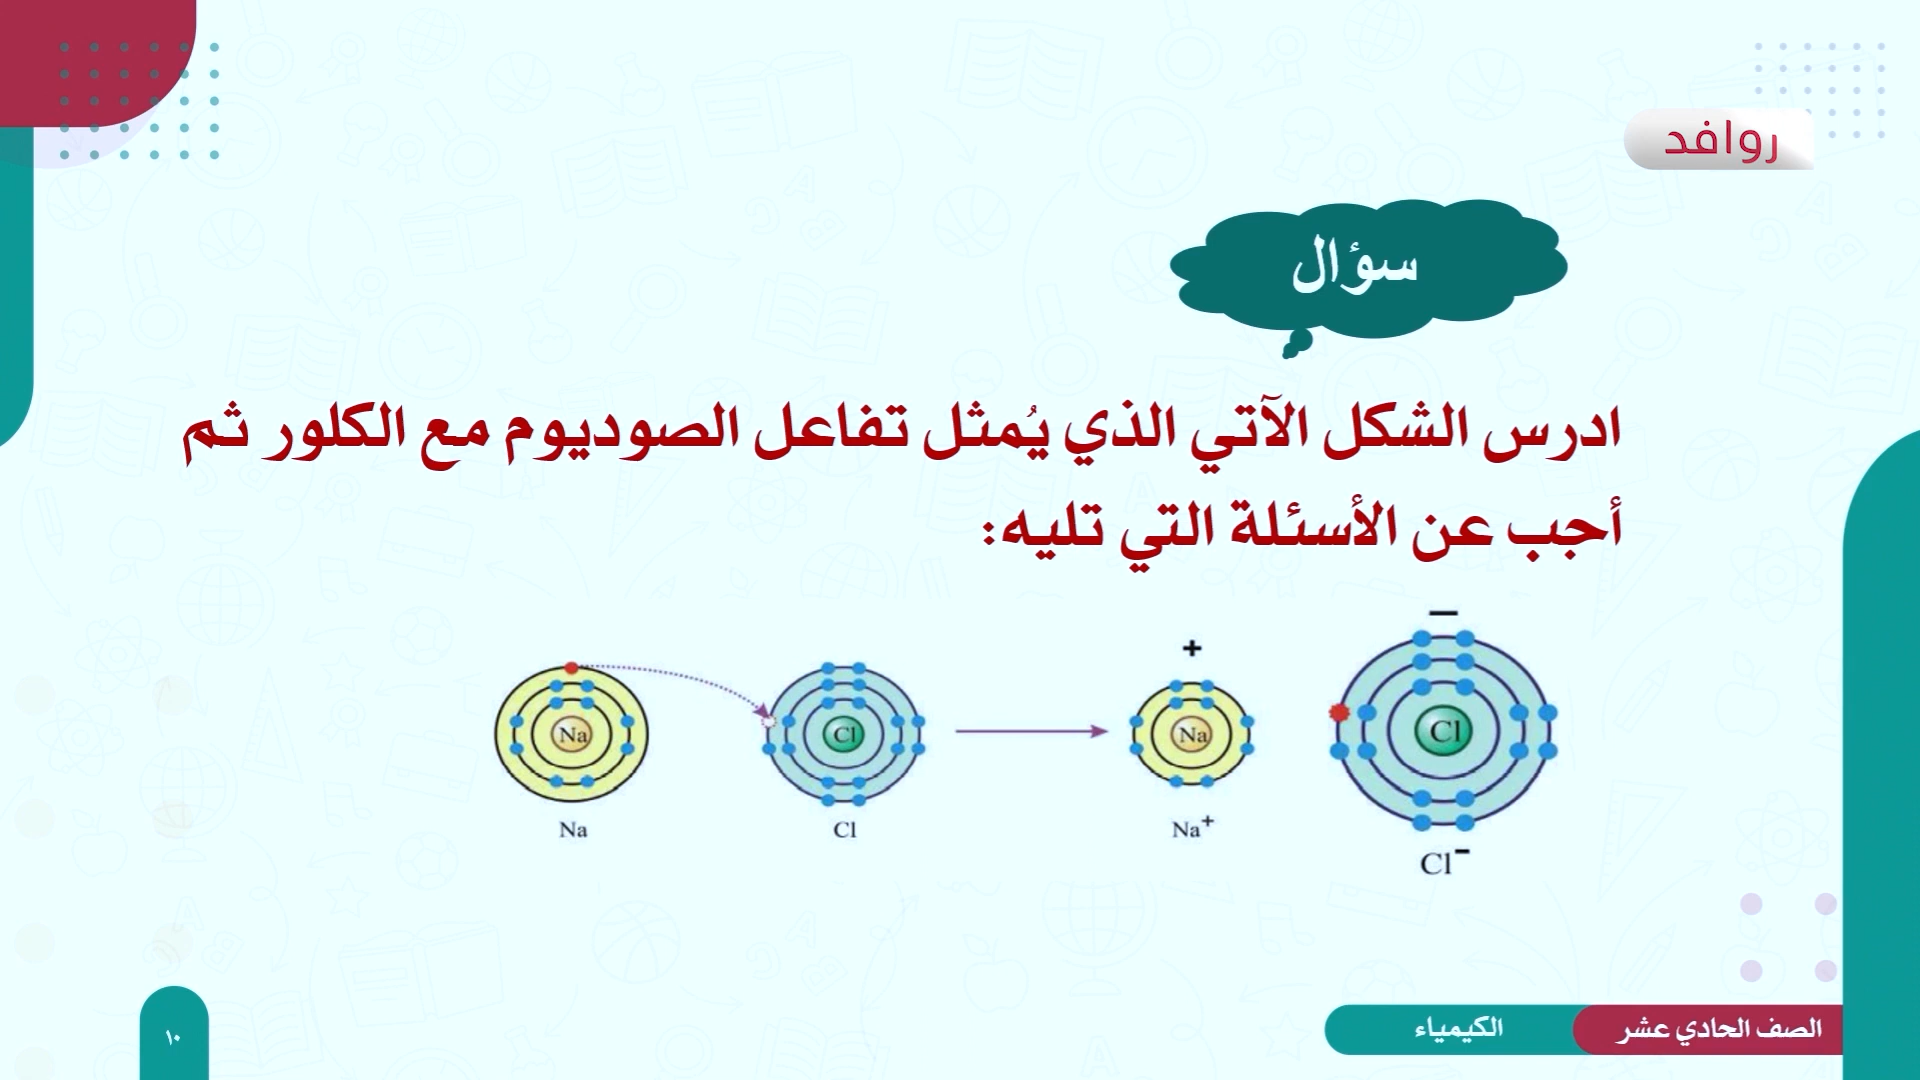 روافد
سؤال
ادرس الشكل الآتي الذي يُمثل تفاعل الصوديوم مع الكلور ثم
أجب عن الأسئلة التي تليه:
+
−
Na
Cl
Na
Cl
Na
Cl
Na⁺
Cl⁻
الصف الحادي عشر
الكيمياء
١٠